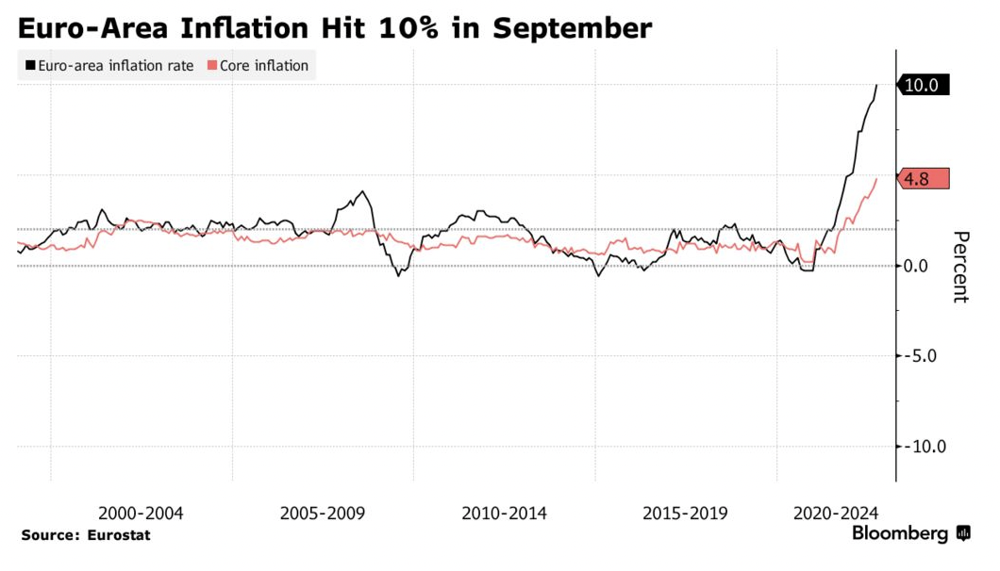 Euro-Area Inflation Hit 10% in September
Euro-area inflation rate Core inflation
10.0
4.8
0.0
-5.0
-10.0
Percent
2000-2004 2005-2009 2010-2014 2015-2019 2020-2024
Source: Eurostat
Bloomberg